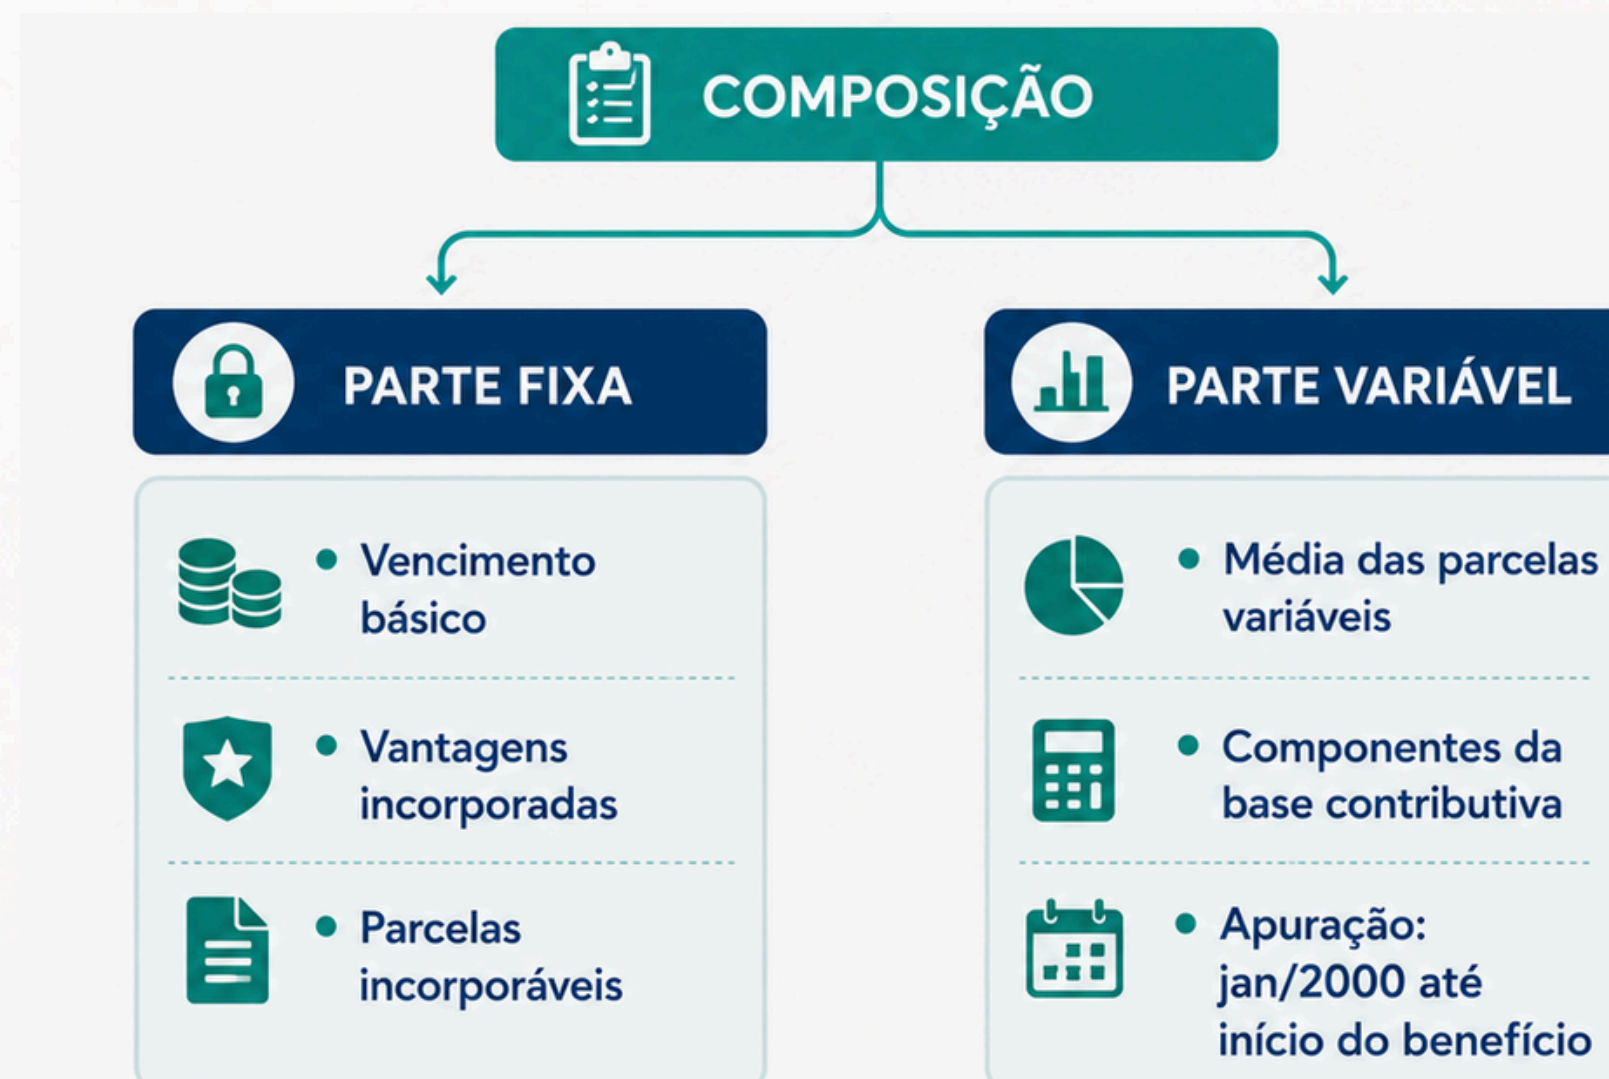 COMPOSIÇÃO
PARTE FIXA
• Vencimento
básico
• Vantagens
incorporadas
• Parcelas
incorporáveis
PARTE VARIÁVEL
• Média das parcelas
variáveis
• Componentes da
base contributiva
• Apuração:
jan/2000 até
início do benefício